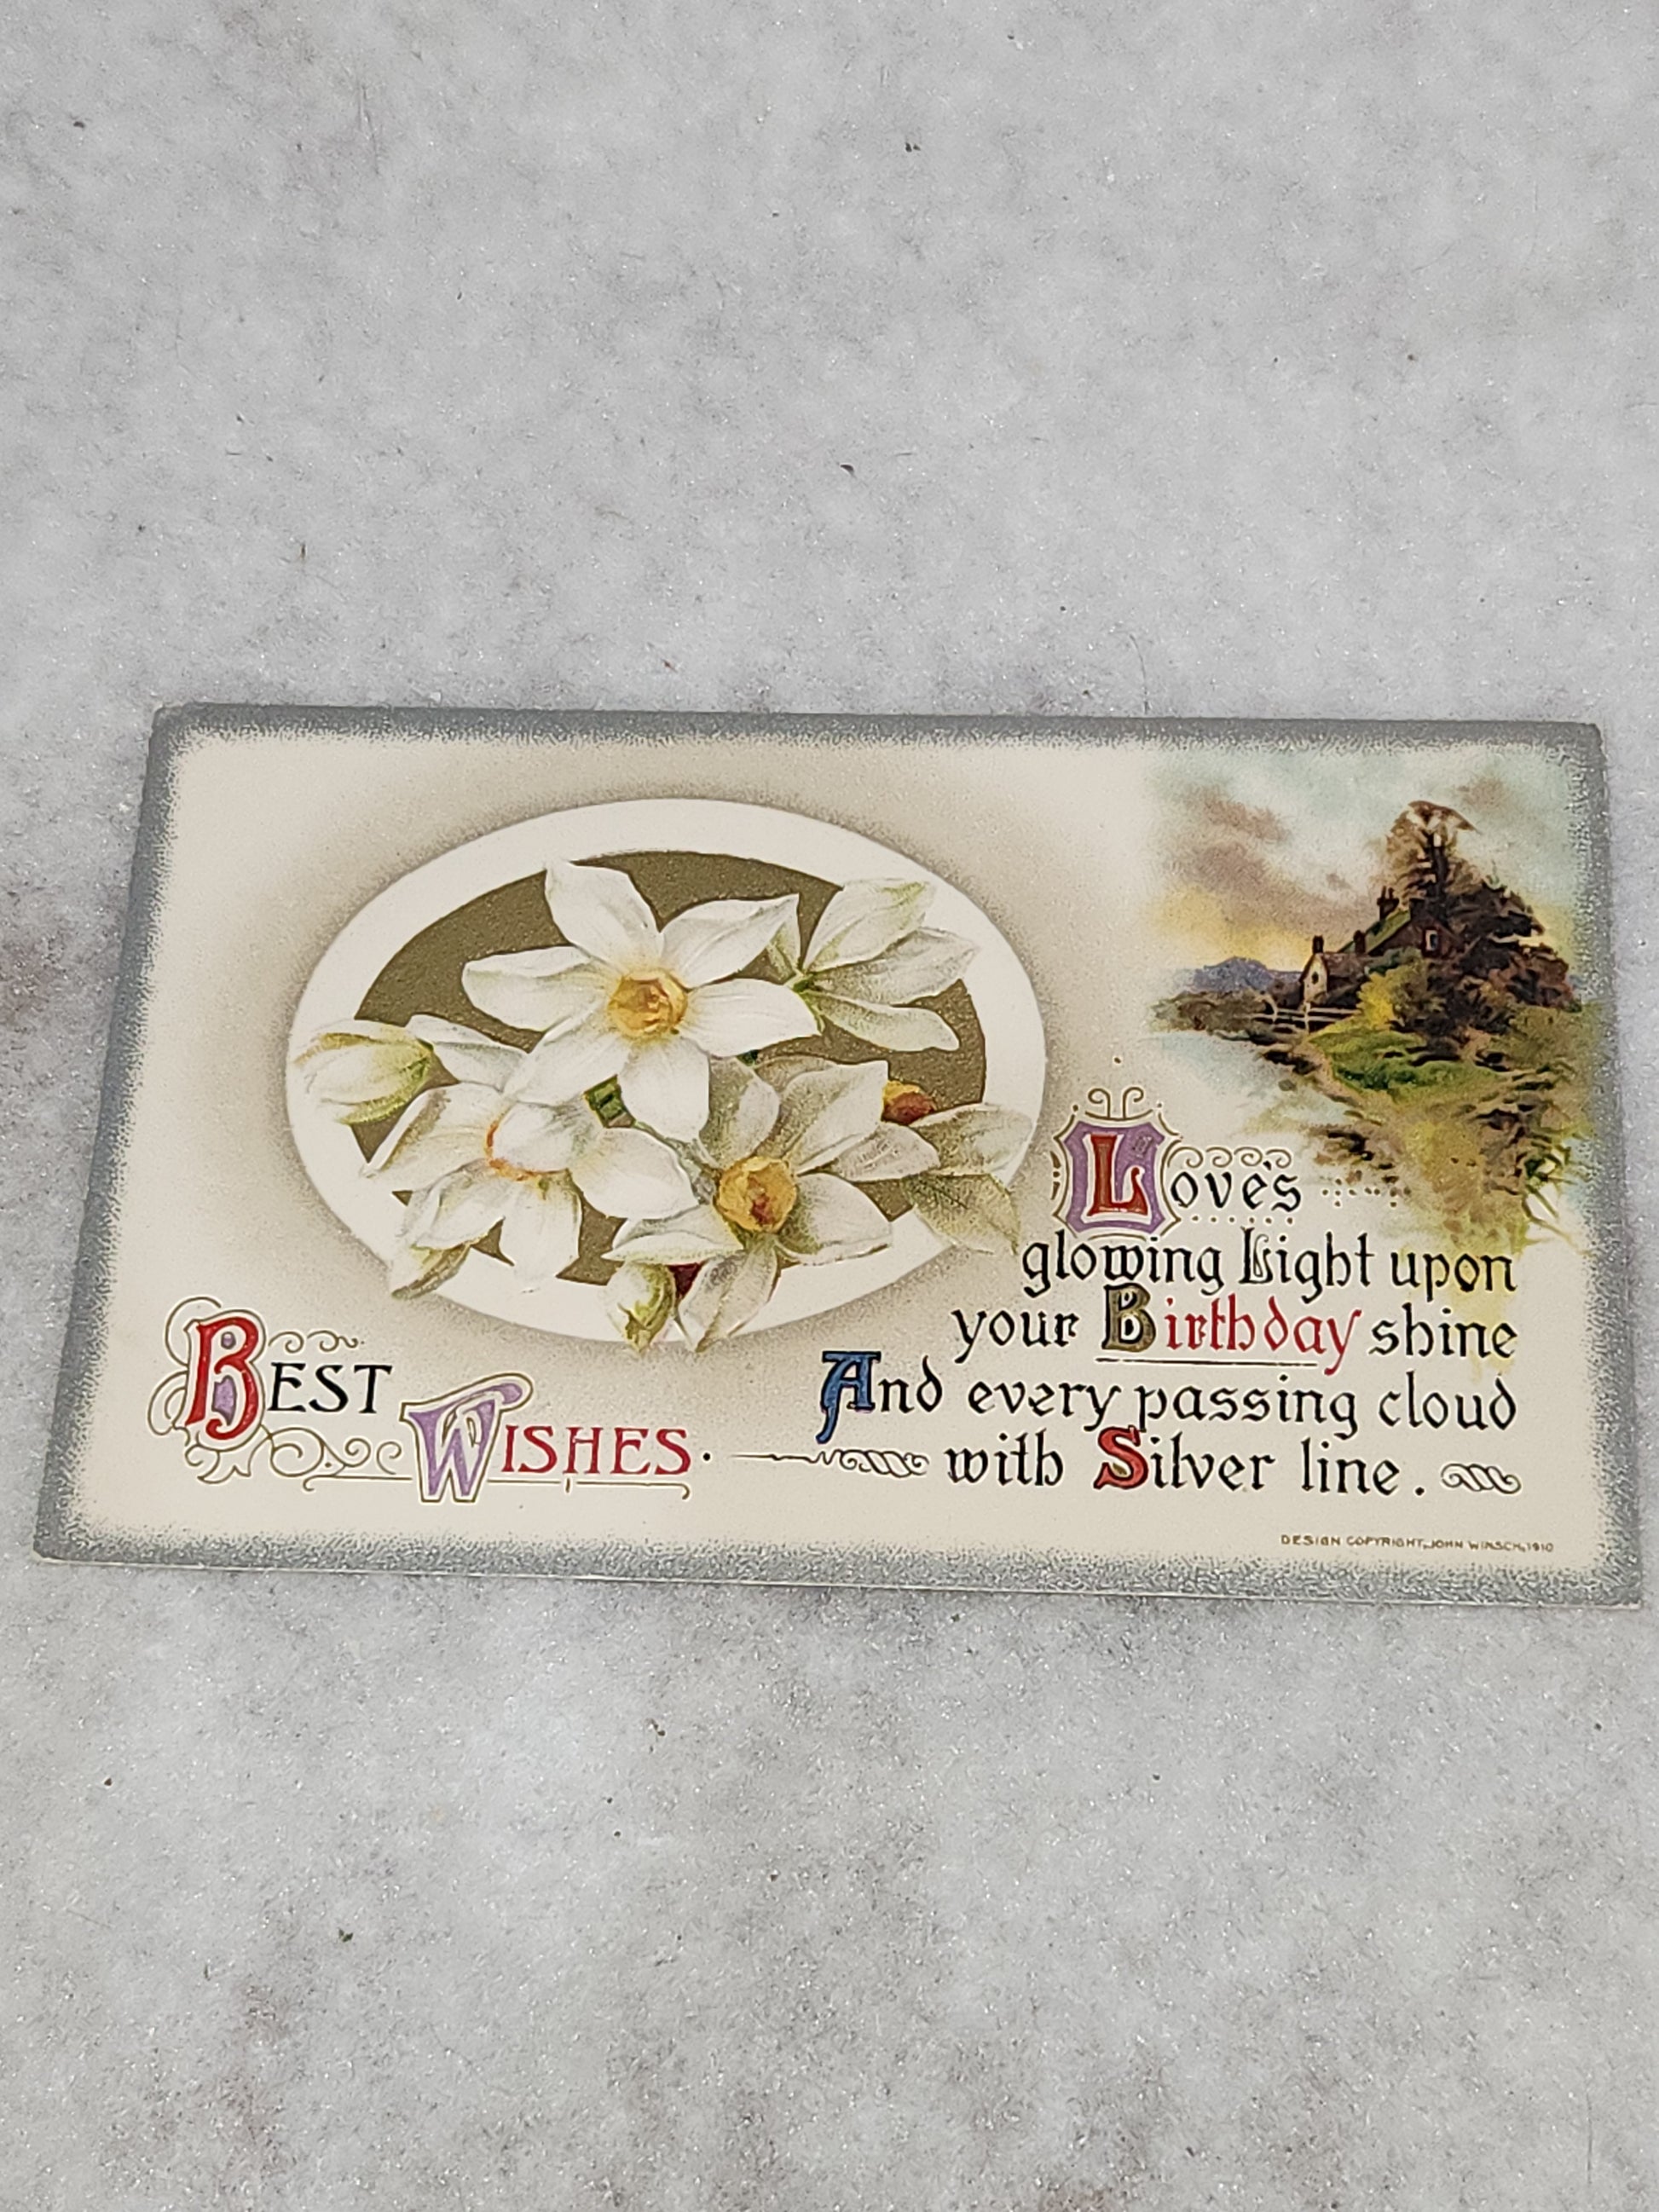 BEST
WISHES.
Love's
glowing Light upon
your Birthday shine
And every passing cloud
with Silver line.
DESIGN COPYRIGHT, JOHN WINSCH, 1910